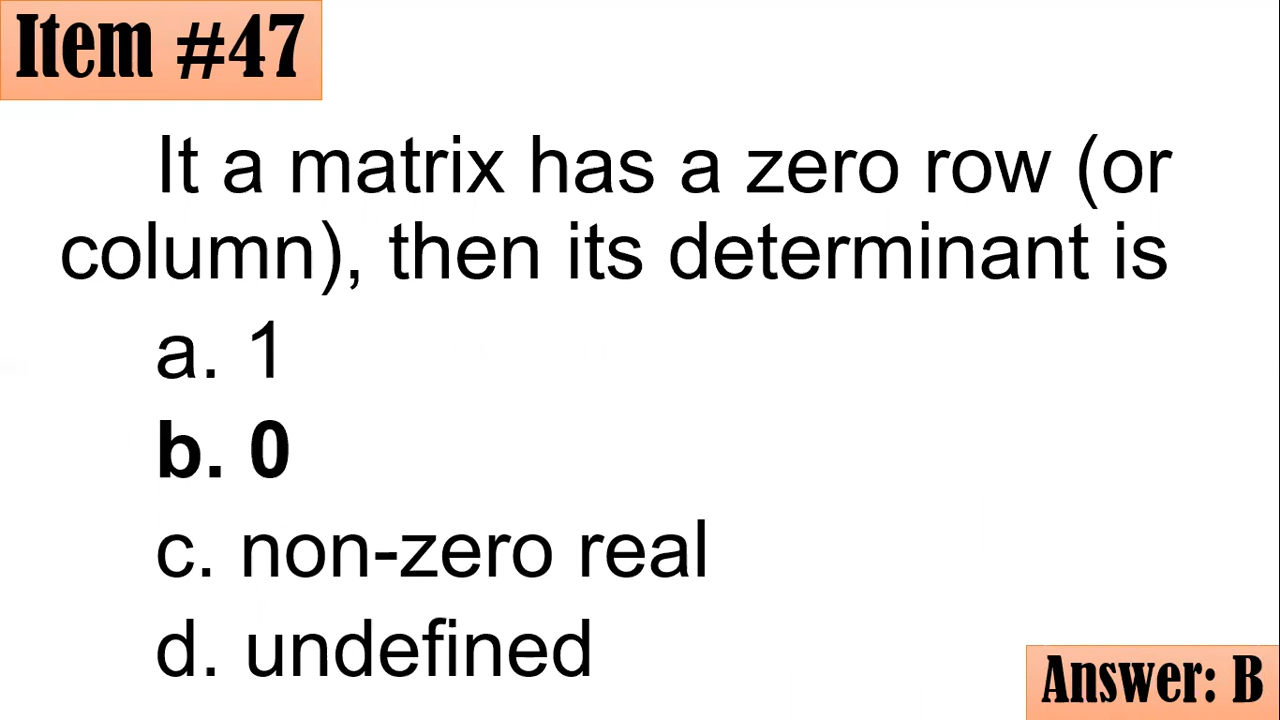 Item #47
It a matrix has a zero row (or
column), then its determinant is
a. 1
b. 0
c. non-zero real
d. undefined
Answer: B